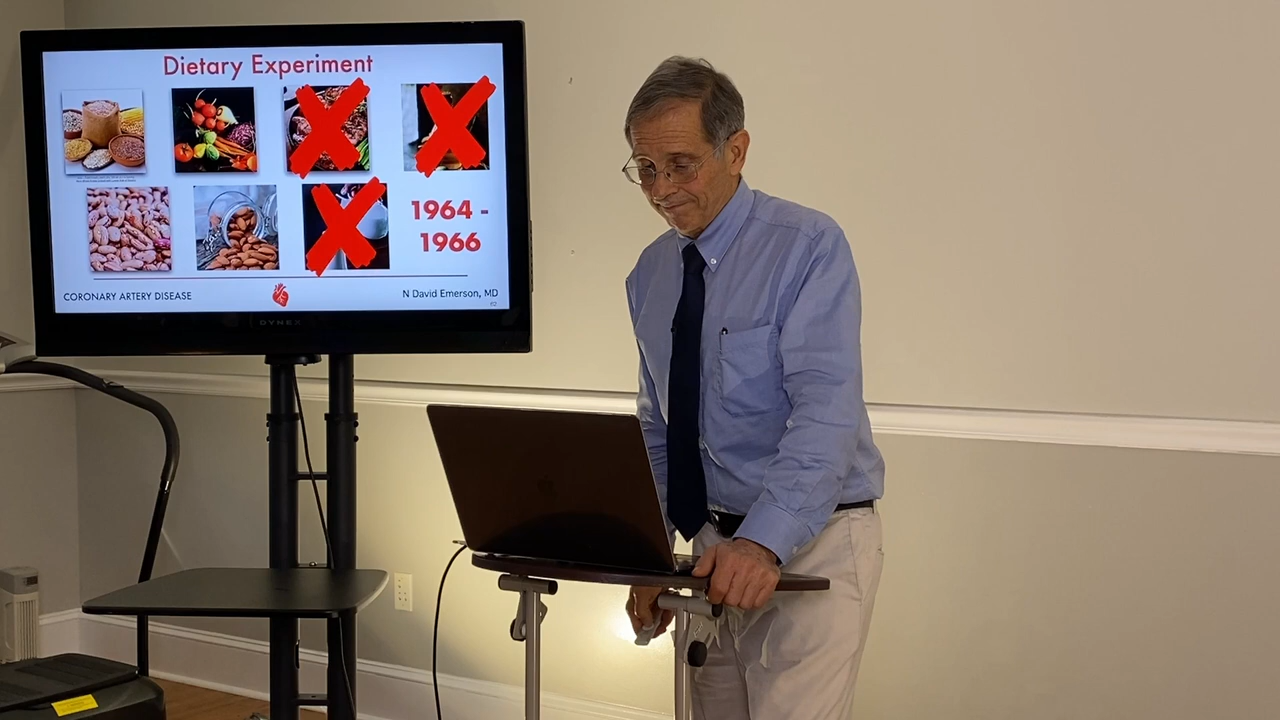 Dietary Experiment
1964 -
1966
CORONARY ARTERY DISEASE
N David Emerson, MD
DYNEX